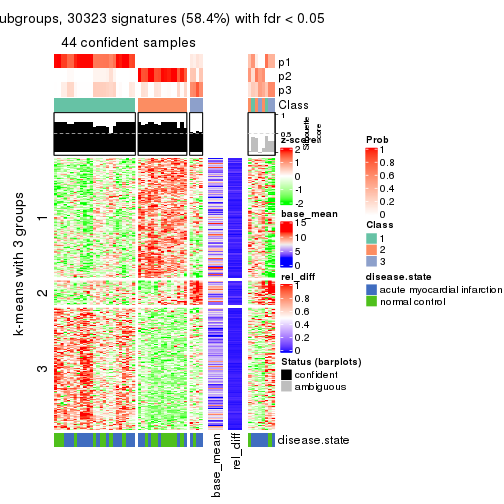 ubgroups, 30323 signatures (58.4%) with fdr < 0.05
44 confident samples
p1
p2
p3
Class
1
0.5
0
Silhouette
score
k-means with 3 groups
1
2
3
base_mean
rel_diff
disease.state
z-score
2
1
0
-1
-2
base_mean
15
10
5
0
rel_diff
1
0.8
0.6
0.4
0.2
0
Status (barplots)
confident
ambiguous
Prob
1
0.8
0.6
0.4
0.2
0
Class
1
2
3
disease.state
acute myocardial infarction
normal control